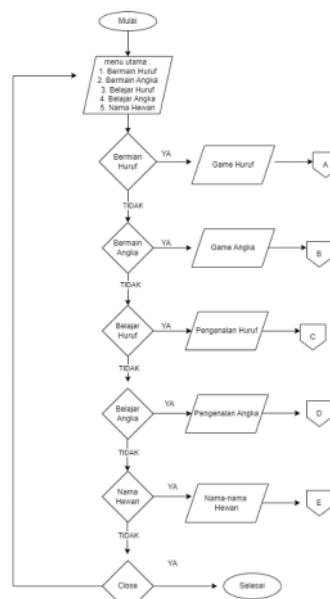 Mulai
menu utama :
1. Bermain Huruf
2. Bermain Angka
3. Belajar Huruf
4. Belajar Angka
5. Nama Hewan
Bermian
Huruf
YA
Game Huruf
A
TIDAK
Bermain
Angka
YA
Game Angka
B
TIDAK
Belajar
Huruf
YA
Pengenalan Huruf
C
TIDAK
Belajar
Angka
YA
Pengenalan Angka
D
TIDAK
Nama
Hewan
YA
Nama-nama
Hewan
E
TIDAK
Close
YA
Selesai